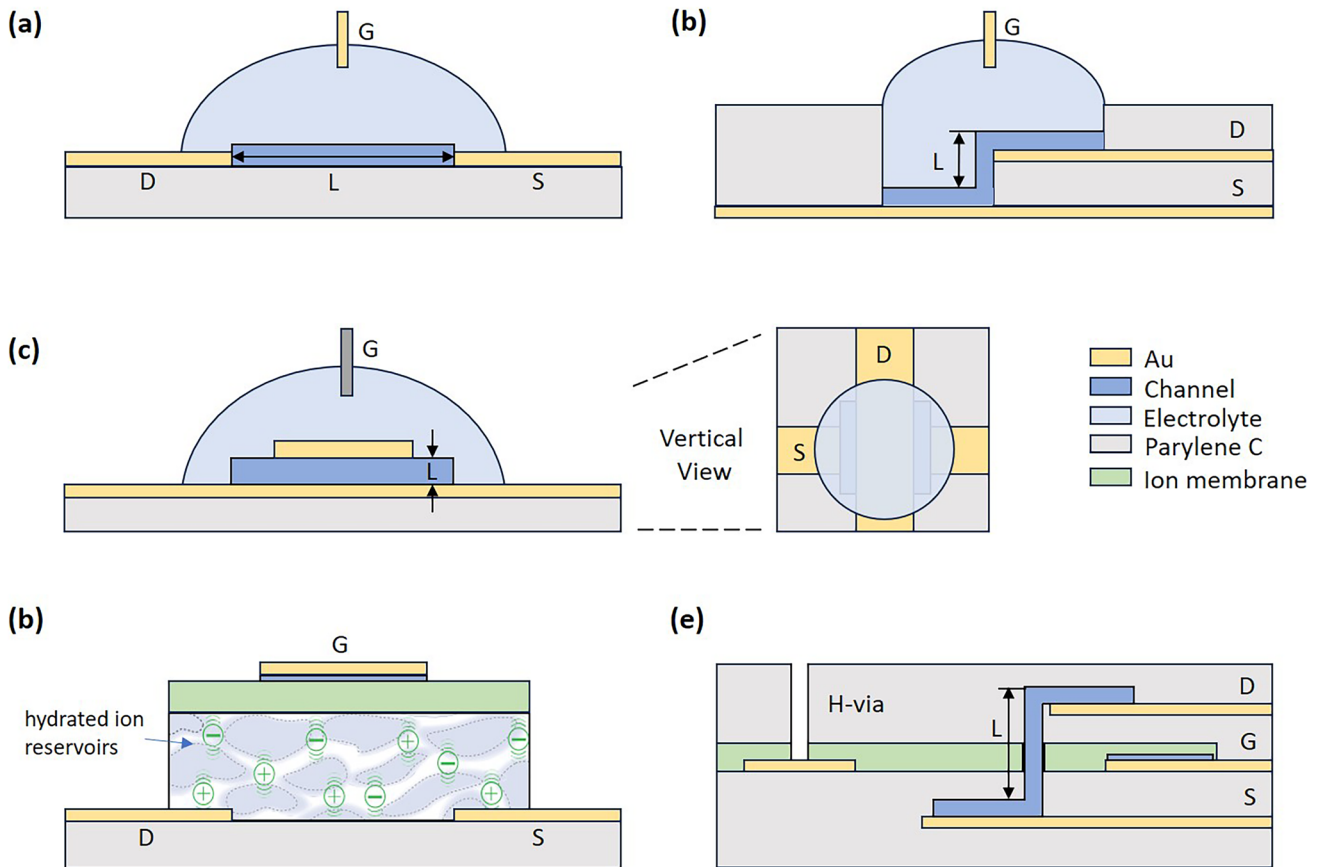 (a)
G
D
L
S
(b)
G
L
D
S
(c)
G
L
Vertical
View
D
S
Au
Channel
Electrolyte
Parylene C
Ion membrane
(b)
G
hydrated ion
reservoirs
D
S
(e)
H-via
L
D
G
S